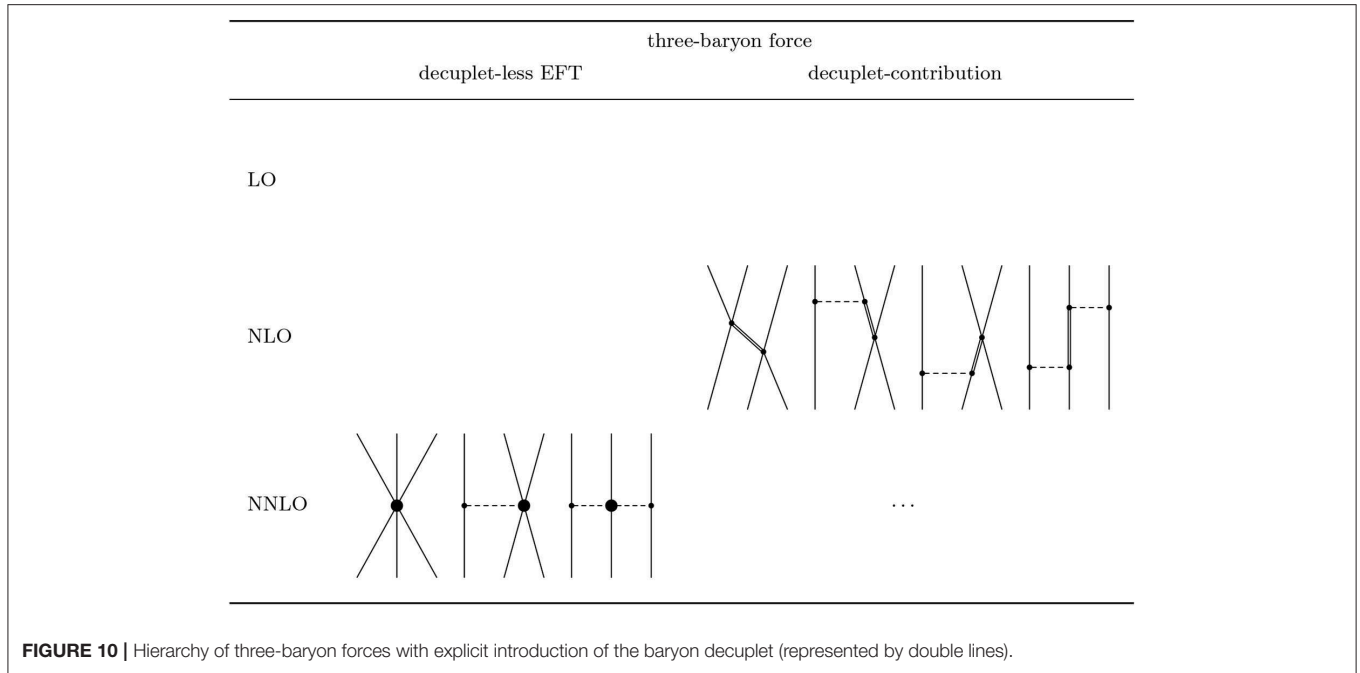 three-baryon force
decuplet-less EFT decuplet-contribution
LO
NLO
NNLO ...
FIGURE 10 | Hierarchy of three-baryon forces with explicit introduction of the baryon decuplet (represented by double lines).